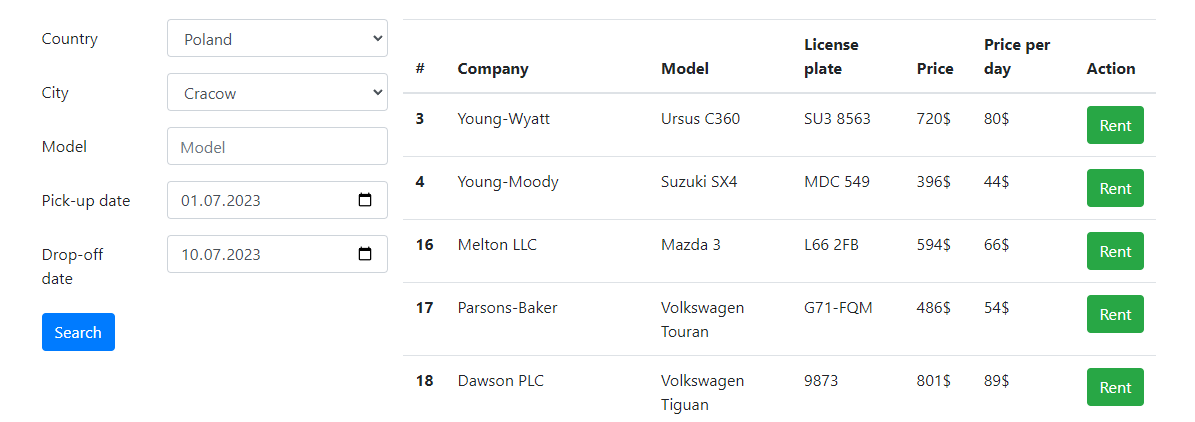 Country
Poland
City
Cracow
Model
Model
Pick-up date
01.07.2023
Drop-off
date
10.07.2023
Search
# Company Model License plate Price Price per day Action
3 Young-Wyatt Ursus C360 SU3 8563 720$ 80$ Rent
4 Young-Moody Suzuki SX4 MDC 549 396$ 44$ Rent
16 Melton LLC Mazda 3 L66 2FB 594$ 66$ Rent
17 Parsons-Baker Volkswagen Touran G71-FQM 486$ 54$ Rent
18 Dawson PLC Volkswagen Tiguan 9873 801$ 89$ Rent